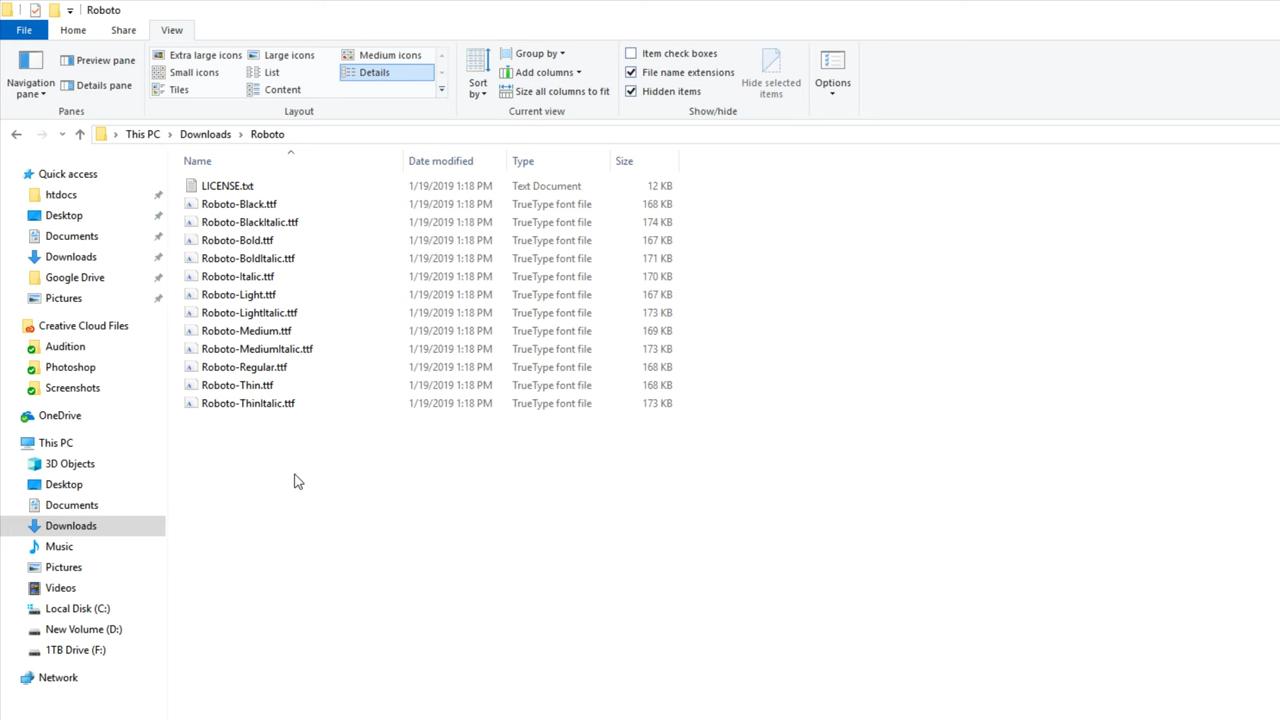 Roboto
File Home Share View
Extra large icons Large icons Medium icons
Small icons List Details
Tiles Content
Preview pane
Details pane
Navigation
pane
Panes
Layout
Sort
by
Group by
Add columns
Size all columns to fit
Current view
Item check boxes
File name extensions
Hidden items
Hide selected
items
Show/hide
Options
This PC > Downloads > Roboto
Name Date modified Type Size
LICENSE.txt 1/19/2019 1:18 PM Text Document 12 KB
Roboto-Black.ttf 1/19/2019 1:18 PM TrueType font file 168 KB
Roboto-BlackItalic.ttf 1/19/2019 1:18 PM TrueType font file 174 KB
Roboto-Bold.ttf 1/19/2019 1:18 PM TrueType font file 167 KB
Roboto-BoldItalic.ttf 1/19/2019 1:18 PM TrueType font file 171 KB
Roboto-Italic.ttf 1/19/2019 1:18 PM TrueType font file 170 KB
Roboto-Light.ttf 1/19/2019 1:18 PM TrueType font file 167 KB
Roboto-LightItalic.ttf 1/19/2019 1:18 PM TrueType font file 173 KB
Roboto-Medium.ttf 1/19/2019 1:18 PM TrueType font file 169 KB
Roboto-MediumItalic.ttf 1/19/2019 1:18 PM TrueType font file 173 KB
Roboto-Regular.ttf 1/19/2019 1:18 PM TrueType font file 168 KB
Roboto-Thin.ttf 1/19/2019 1:18 PM TrueType font file 168 KB
Roboto-ThinItalic.ttf 1/19/2019 1:18 PM TrueType font file 173 KB
Quick access
htdocs
Desktop
Documents
Downloads
Google Drive
Pictures
Creative Cloud Files
Audition
Photoshop
Screenshots
OneDrive
This PC
3D Objects
Desktop
Documents
Downloads
Music
Pictures
Videos
Local Disk (C:)
New Volume (D:)
1TB Drive (F:)
Network